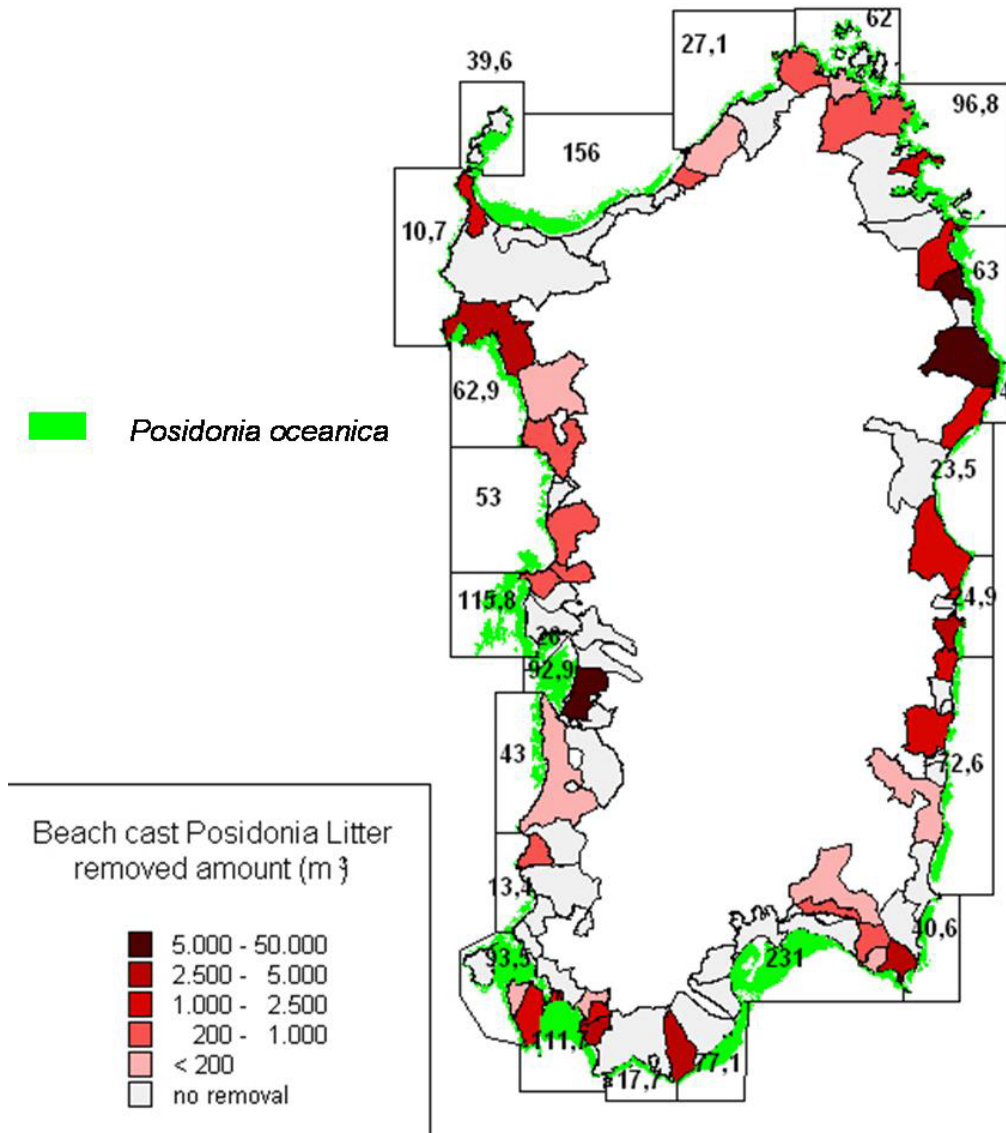 62
27,1
39,6
96,8
156
10,7
63
62,9
Posidonia oceanica
23,5
53
115,8
24,9
92,9
43
72,6
13,4
40,6
93,5
231
111,7
77,1
17,7
Beach cast Posidonia Litter
removed amount (m³)
5.000 - 50.000
2.500 - 5.000
1.000 - 2.500
200 - 1.000
< 200
no removal